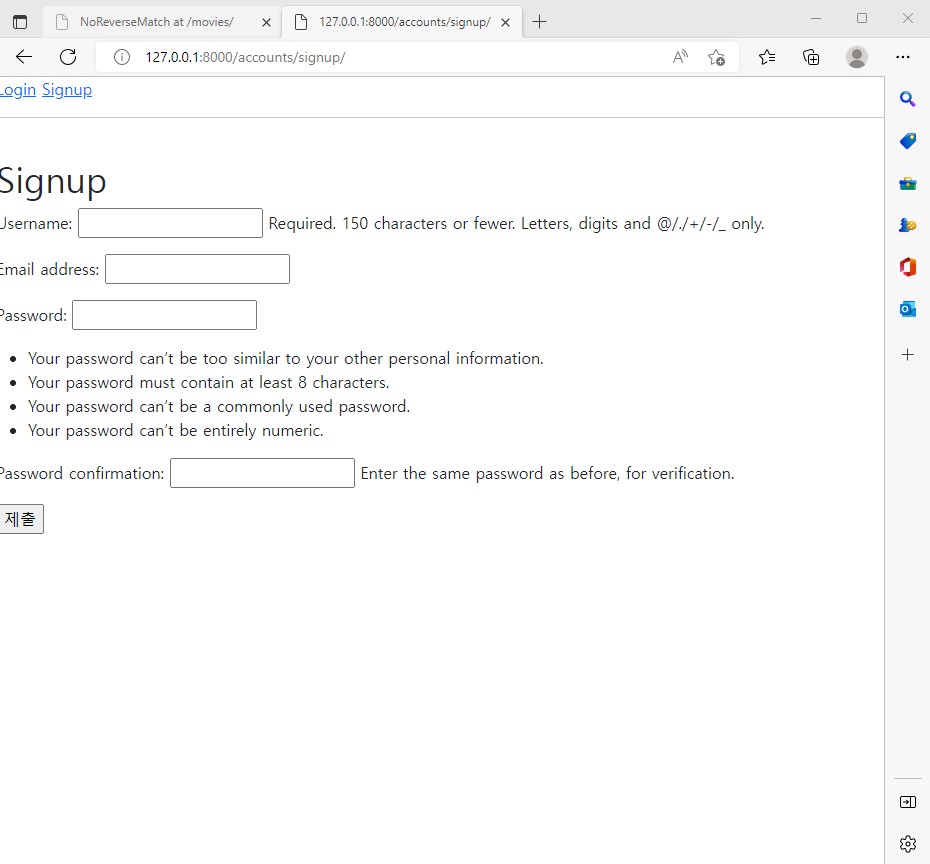 NoReverseMatch at /movies/
127.0.0.1:8000/accounts/signup/
127.0.0.1:8000/accounts/signup/
Login Signup
Signup
Username: Required. 150 characters or fewer. Letters, digits and @/./+/-/_ only.
Email address:
Password:
Your password can’t be too similar to your other personal information.
Your password must contain at least 8 characters.
Your password can’t be a commonly used password.
Your password can’t be entirely numeric.
Password confirmation: Enter the same password as before, for verification.
제출